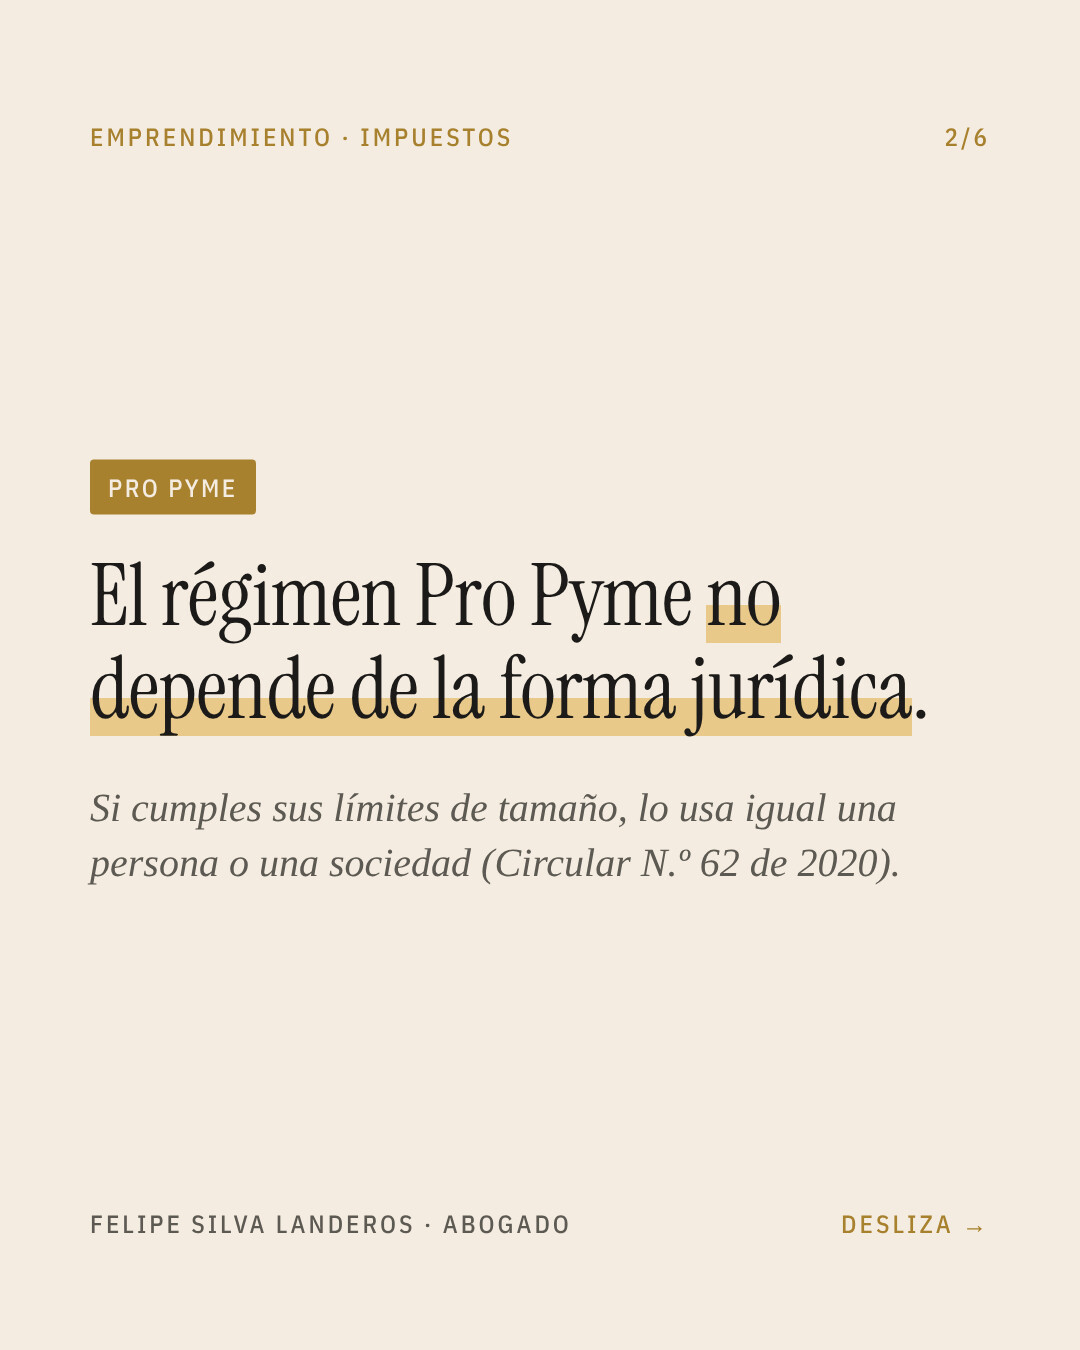 EMPRENDIMIENTO · IMPUESTOS
2/6
PRO PYME
El régimen Pro Pyme no
depende de la forma jurídica.
Si cumples sus límites de tamaño, lo usa igual una
persona o una sociedad (Circular N.º 62 de 2020).
FELIPE SILVA LANDEROS · ABOGADO
DESLIZA →